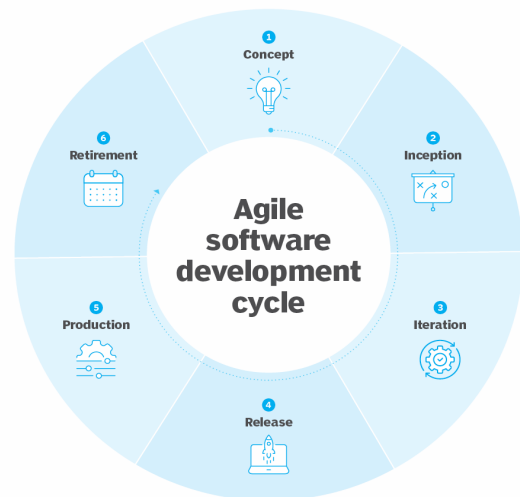 1
Concept
2
Inception
3
Iteration
4
Release
5
Production
6
Retirement
Agile
software
development
cycle